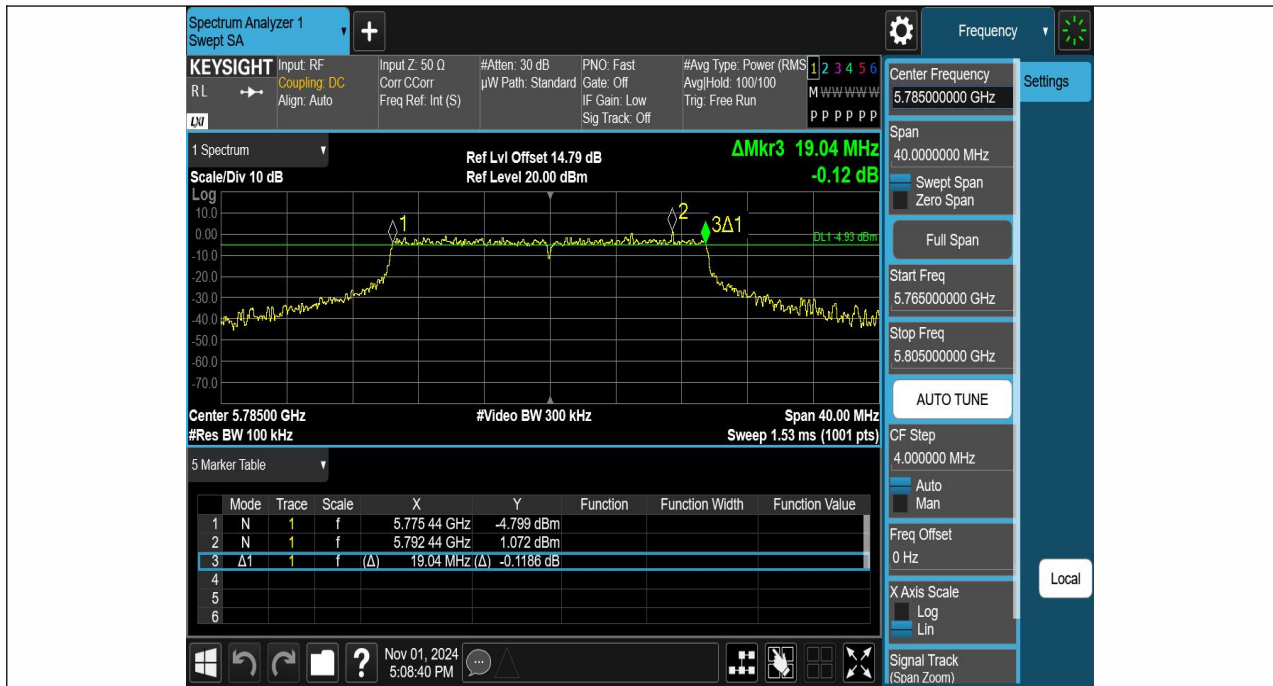 Spectrum Analyzer 1
Swept SA
+
Frequency
KEYSIGHT
RL
LXI
Input: RF
Coupling: DC
Align: Auto
Input Z: 50 Ω
Corr CCorr
Freq Ref: Int (S)
#Atten: 30 dB
µW Path: Standard
PNO: Fast
Gate: Off
IF Gain: Low
Sig Track: Off
#Avg Type: Power (RMS
Avg|Hold: 100/100
Trig: Free Run
1 2 3 4 5 6
M W W W W W
P P P P P P
1 Spectrum
Scale/Div 10 dB
Ref Lvl Offset 14.79 dB
Ref Level 20.00 dBm
ΔMkr3 19.04 MHz
-0.12 dB
Log
10.0
0.00
-10.0
-20.0
-30.0
-40.0
-50.0
-60.0
-70.0
1
2
3Δ1
DL1 -4.93 dBm
Center 5.78500 GHz
#Res BW 100 kHz
#Video BW 300 kHz
Span 40.00 MHz
Sweep 1.53 ms (1001 pts)
5 Marker Table
Mode Trace Scale X Y Function Function Width Function Value
1 N 1 f 5.775 44 GHz -4.799 dBm
2 N 1 f 5.792 44 GHz 1.072 dBm
3 Δ1 1 f (Δ) 19.04 MHz (Δ) -0.1186 dB
4
5
6
Nov 01, 2024
5:08:40 PM
?
Center Frequency
5.785000000 GHz
Settings
Span
40.0000000 MHz
Swept Span
Zero Span
Full Span
Start Freq
5.765000000 GHz
Stop Freq
5.805000000 GHz
AUTO TUNE
CF Step
4.000000 MHz
Auto
Man
Freq Offset
0 Hz
X Axis Scale
Log
Lin
Signal Track
(Span Zoom)
Local